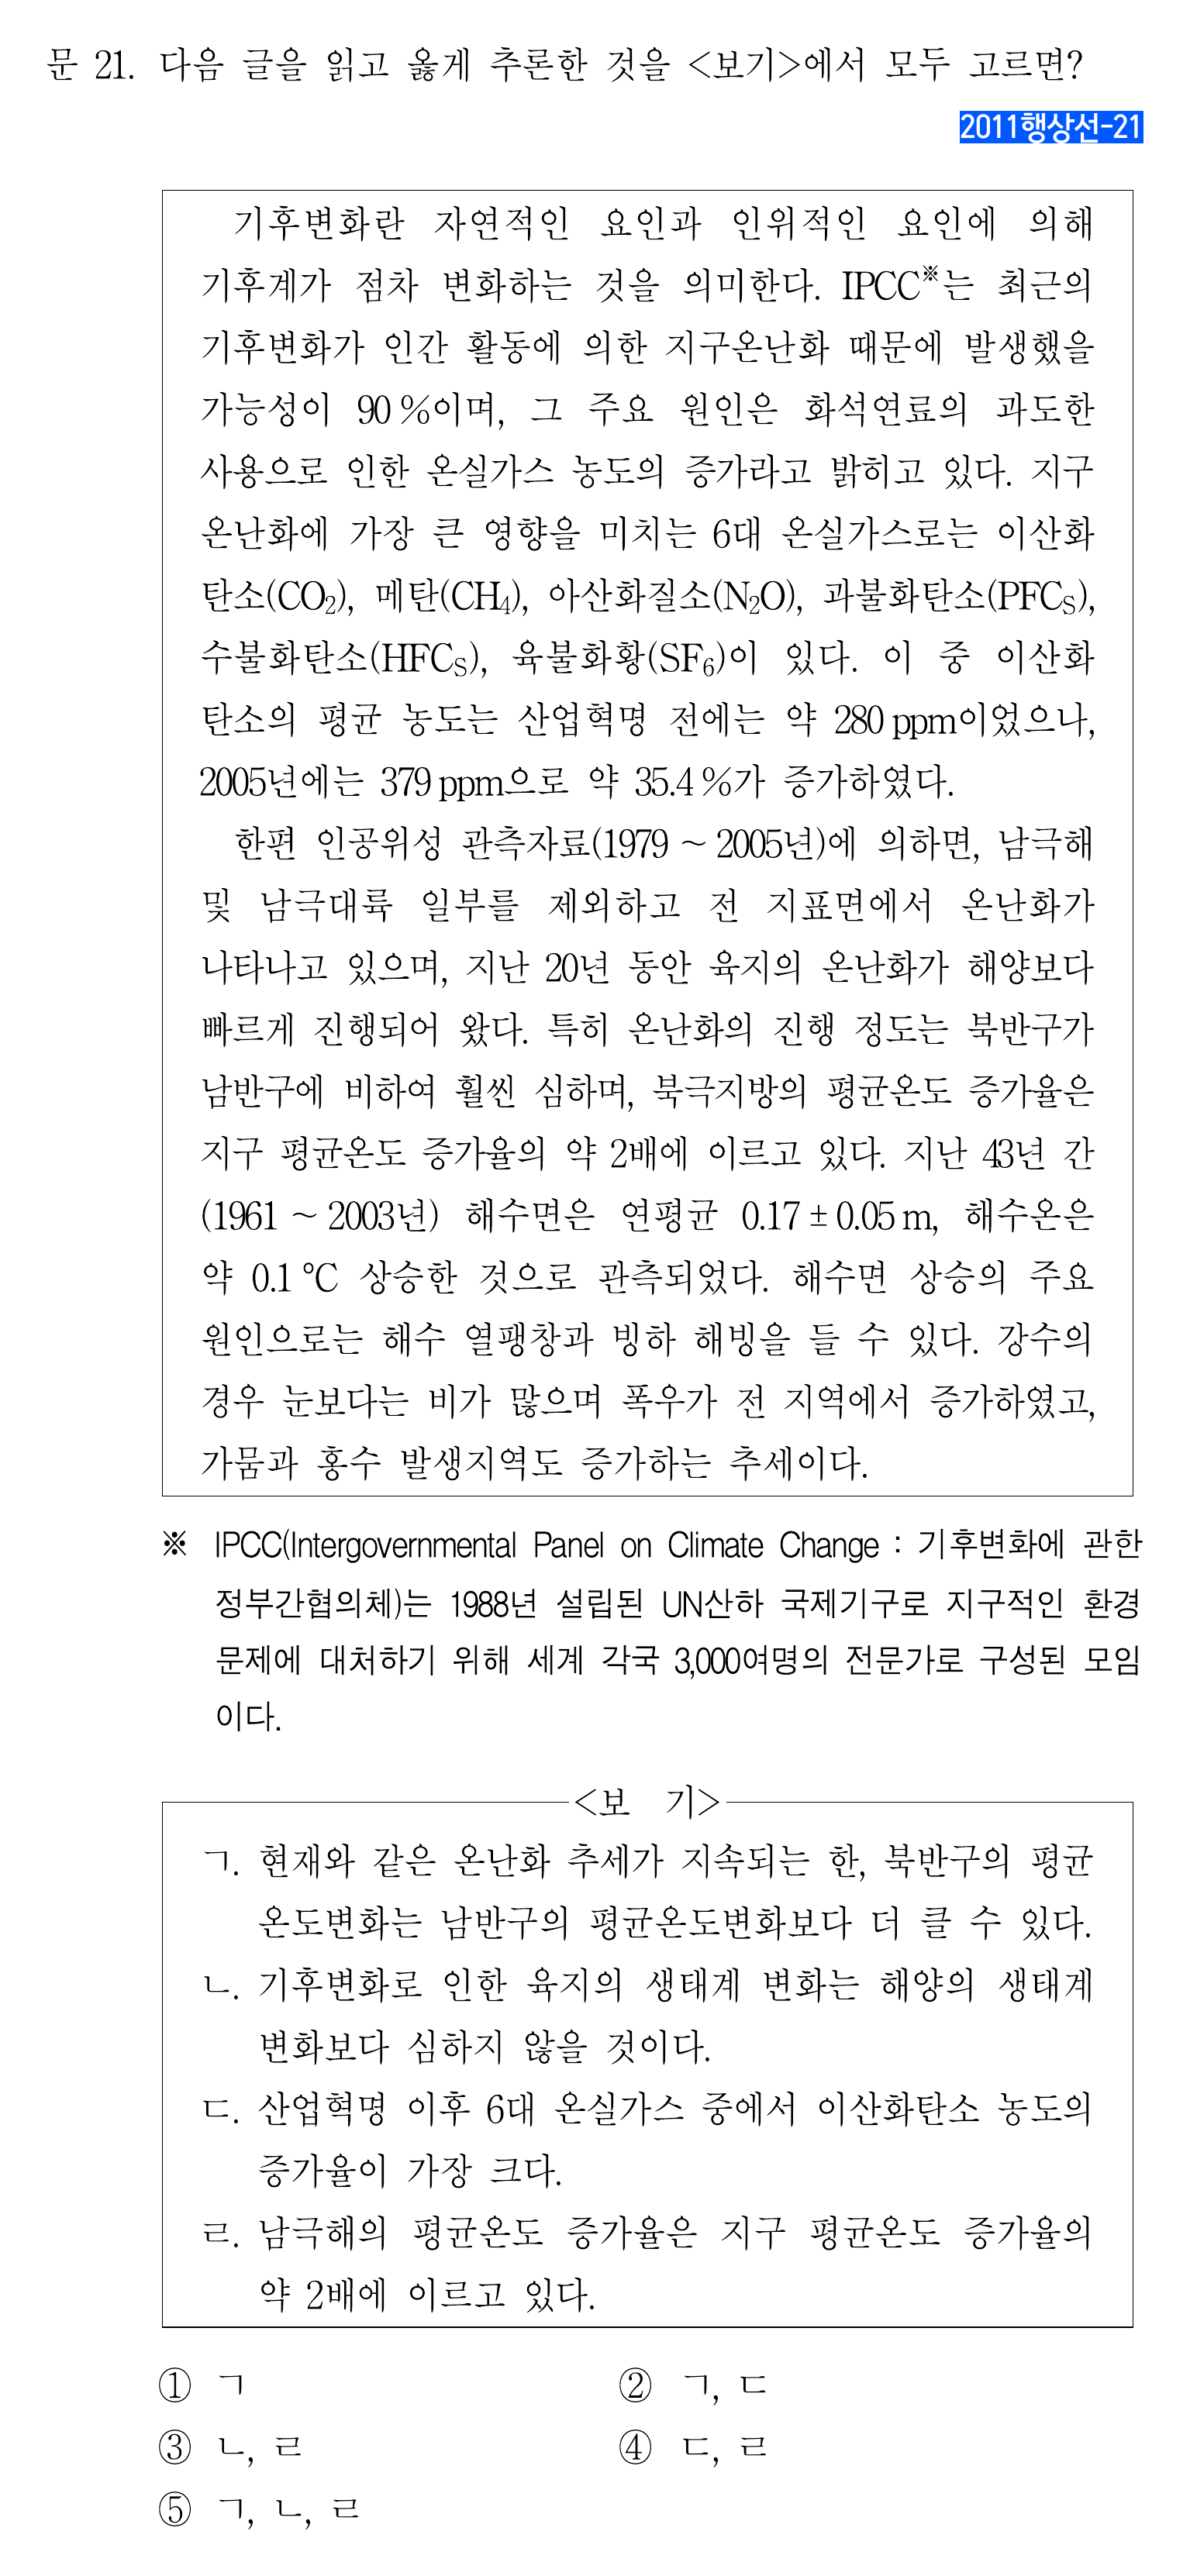 문 21. 다음 글을 읽고 옳게 추론한 것을 <보기>에서 모두 고르면?
2011행상선-21
기후변화란 자연적인 요인과 인위적인 요인에 의해
기후계가 점차 변화하는 것을 의미한다. IPCC※는 최근의
기후변화가 인간 활동에 의한 지구온난화 때문에 발생했을
가능성이 90 %이며, 그 주요 원인은 화석연료의 과도한
사용으로 인한 온실가스 농도의 증가라고 밝히고 있다. 지구
온난화에 가장 큰 영향을 미치는 6대 온실가스로는 이산화
탄소(CO₂), 메탄(CH₄), 아산화질소(N₂O), 과불화탄소(PFCS),
수불화탄소(HFCS), 육불화황(SF₆)이 있다. 이 중 이산화
탄소의 평균 농도는 산업혁명 전에는 약 280 ppm이었으나,
2005년에는 379 ppm으로 약 35.4 %가 증가하였다.
한편 인공위성 관측자료(1979 ~ 2005년)에 의하면, 남극해
및 남극대륙 일부를 제외하고 전 지표면에서 온난화가
나타나고 있으며, 지난 20년 동안 육지의 온난화가 해양보다
빠르게 진행되어 왔다. 특히 온난화의 진행 정도는 북반구가
남반구에 비하여 훨씬 심하며, 북극지방의 평균온도 증가율은
지구 평균온도 증가율의 약 2배에 이르고 있다. 지난 43년 간
(1961 ~ 2003년) 해수면은 연평균 0.17 ± 0.05 m, 해수온은
약 0.1 ℃ 상승한 것으로 관측되었다. 해수면 상승의 주요
원인으로는 해수 열팽창과 빙하 해빙을 들 수 있다. 강수의
경우 눈보다는 비가 많으며 폭우가 전 지역에서 증가하였고,
가뭄과 홍수 발생지역도 증가하는 추세이다.
※ IPCC(Intergovernmental Panel on Climate Change : 기후변화에 관한
정부간협의체)는 1988년 설립된 UN산하 국제기구로 지구적인 환경
문제에 대처하기 위해 세계 각국 3,000여명의 전문가로 구성된 모임
이다.
<보 기>
ㄱ. 현재와 같은 온난화 추세가 지속되는 한, 북반구의 평균
온도변화는 남반구의 평균온도변화보다 더 클 수 있다.
ㄴ. 기후변화로 인한 육지의 생태계 변화는 해양의 생태계
변화보다 심하지 않을 것이다.
ㄷ. 산업혁명 이후 6대 온실가스 중에서 이산화탄소 농도의
증가율이 가장 크다.
ㄹ. 남극해의 평균온도 증가율은 지구 평균온도 증가율의
약 2배에 이르고 있다.
① ㄱ ② ㄱ, ㄷ
③ ㄴ, ㄹ ④ ㄷ, ㄹ
⑤ ㄱ, ㄴ, ㄹ